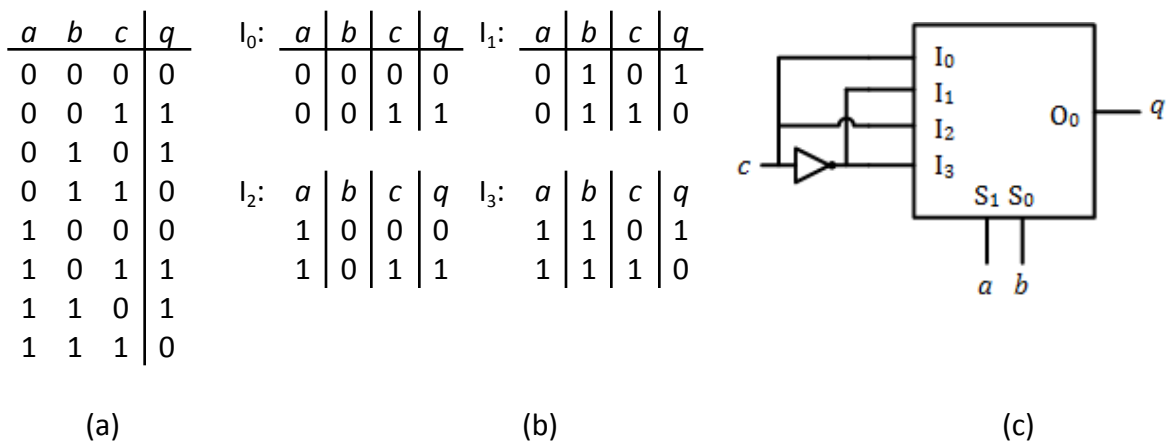 a b c q
0 0 0 0
0 0 1 1
0 1 0 1
0 1 1 0
1 0 0 0
1 0 1 1
1 1 0 1
1 1 1 0
(a)
I₀: a b c q
0 0 0 0
0 0 1 1
I₁: a b c q
0 1 0 1
0 1 1 0
I₂: a b c q
1 0 0 0
1 0 1 1
I₃: a b c q
1 1 0 1
1 1 1 0
(b)
I₀
I₁
I₂
I₃
O₀
q
c
S₁ S₀
a b
(c)